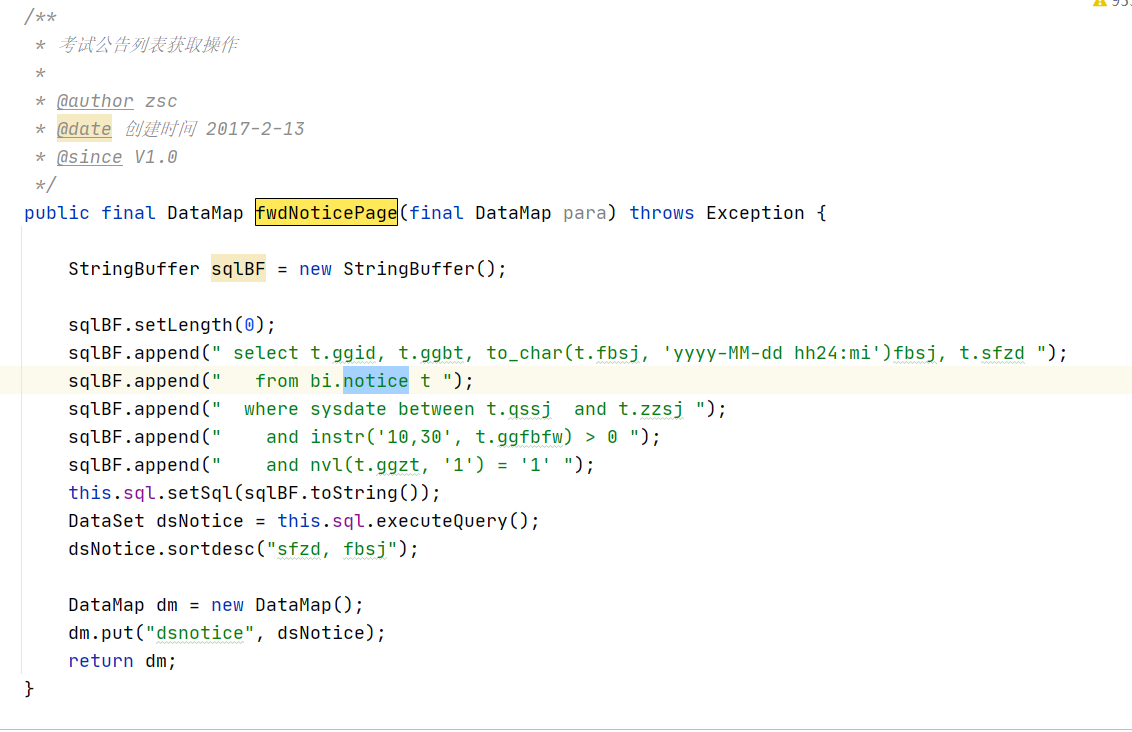 /**
 * 考试公告列表获取操作
 *
 * @author zsc
 * @date 创建时间 2017-2-13
 * @since V1.0
 */
public final DataMap fwdNoticePage(final DataMap para) throws Exception {
StringBuffer sqlBF = new StringBuffer();
sqlBF.setLength(0);
sqlBF.append(" select t.ggid, t.ggbt, to_char(t.fbsj, 'yyyy-MM-dd hh24:mi')fbsj, t.sfzd ");
sqlBF.append("   from bi.notice t ");
sqlBF.append("  where sysdate between t.qssj  and t.zzsj ");
sqlBF.append("    and instr('10,30', t.ggfbfw) > 0 ");
sqlBF.append("    and nvl(t.ggzt, '1') = '1' ");
this.sql.setSql(sqlBF.toString());
DataSet dsNotice = this.sql.executeQuery();
dsNotice.sortdesc("sfzd, fbsj");
DataMap dm = new DataMap();
dm.put("dsnotice", dsNotice);
return dm;
}